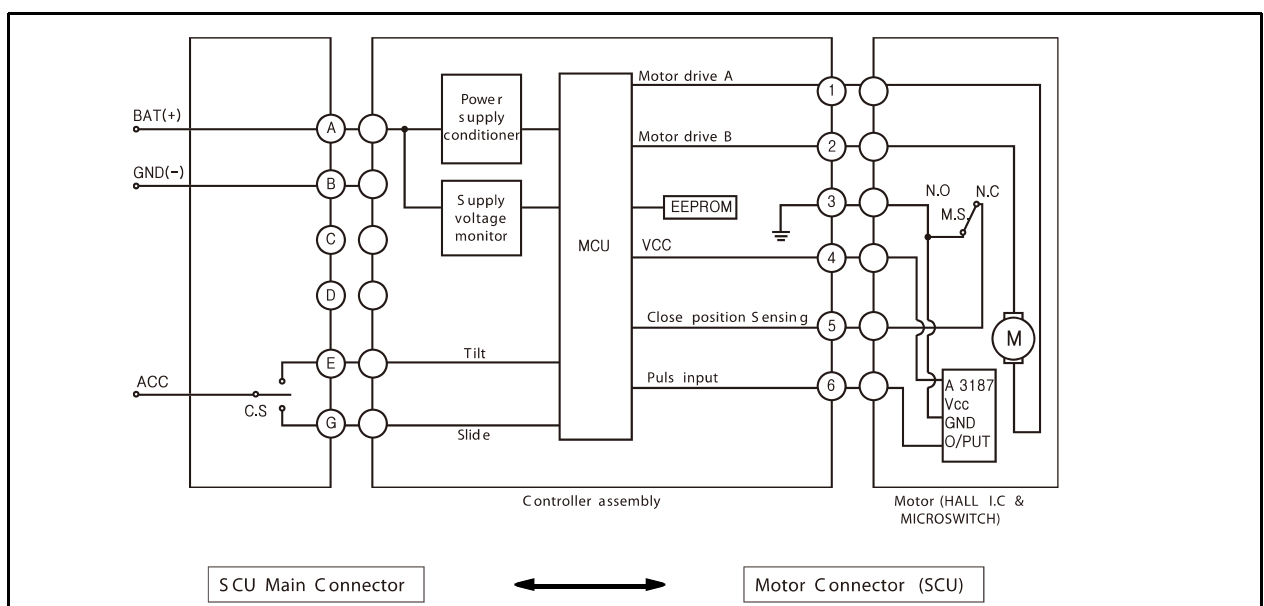 BAT(+)
GND(-)
ACC
C.S
A
B
C
D
E
G
Power
supply
conditioner
Supply
voltage
monitor
MCU
EEPROM
Tilt
Slide
Motor drive A
Motor drive B
VCC
Close position Sensing
Puls input
1
2
3
4
5
6
N.O
N.C
M.S.
M
A 3187
Vcc
GND
O/PUT
Controller assembly
Motor (HALL I.C &
MICROSWITCH)
SCU Main Connector
Motor Connector (SCU)